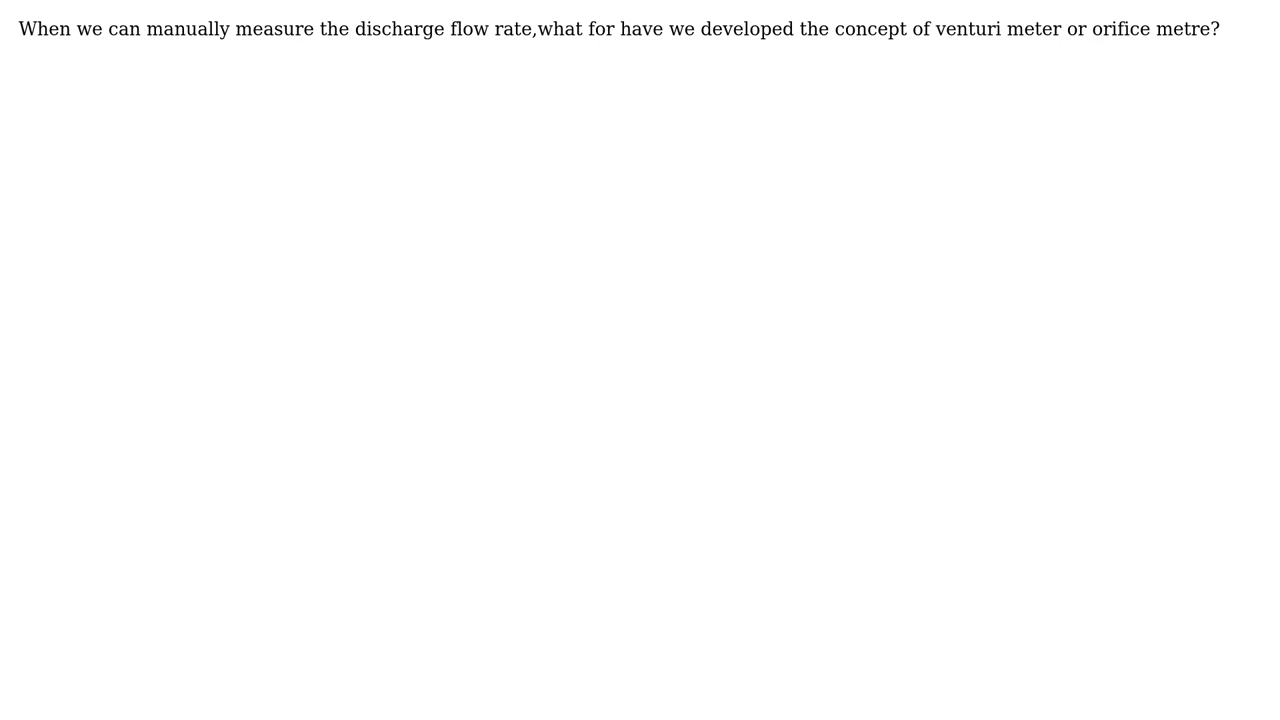 When we can manually measure the discharge flow rate,what for have we developed the concept of venturi meter or orifice metre?